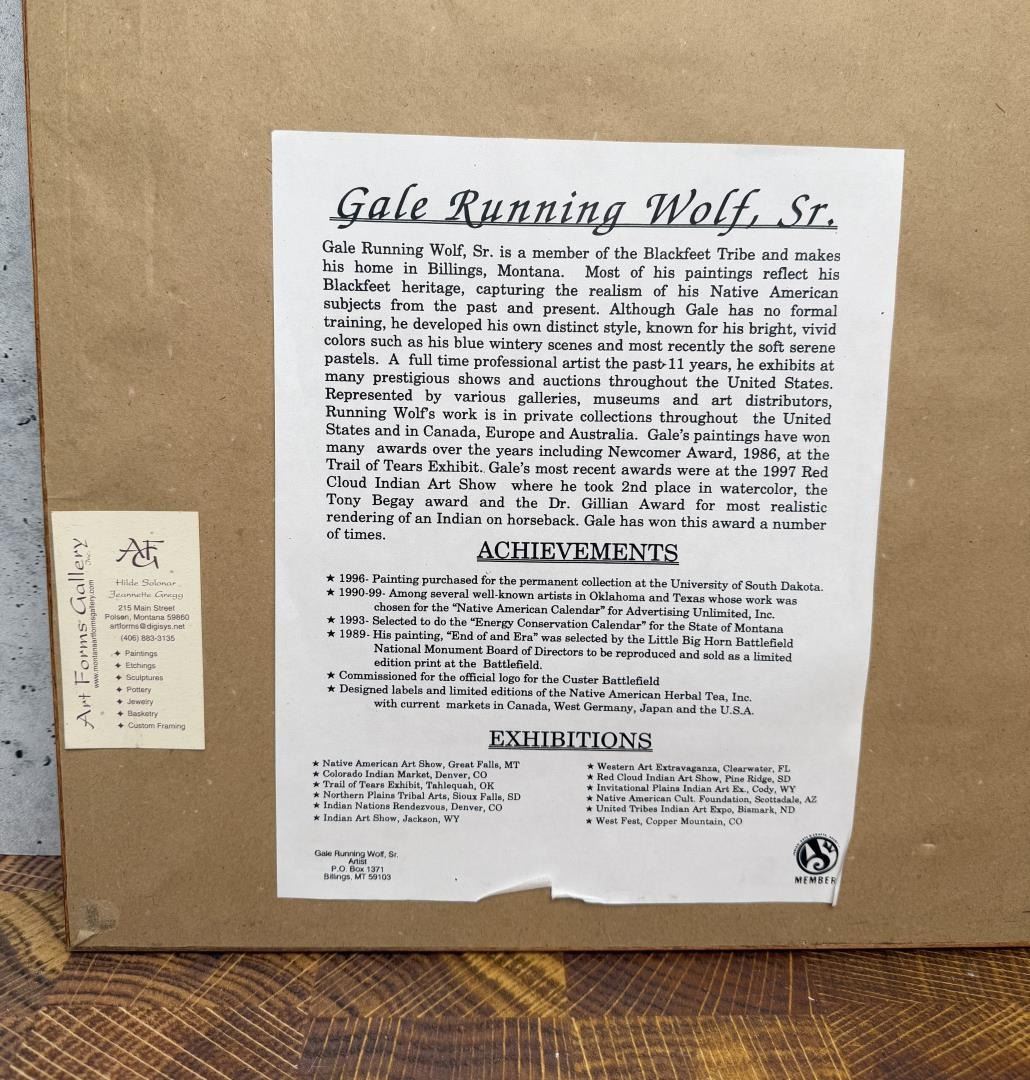 Gale Running Wolf, Sr.
Gale Running Wolf, Sr. is a member of the Blackfeet Tribe and makes
his home in Billings, Montana. Most of his paintings reflect his
Blackfeet heritage, capturing the realism of his Native American
subjects from the past and present. Although Gale has no formal
training, he developed his own distinct style, known for his bright, vivid
colors such as his blue wintery scenes and most recently the soft serene
pastels. A full time professional artist the past 11 years, he exhibits at
many prestigious shows and auctions throughout the United States.
Represented by various galleries, museums and art distributors,
Running Wolf's work is in private collections throughout the United
States and in Canada, Europe and Australia. Gale's paintings have won
many awards over the years including Newcomer Award, 1986, at the
Trail of Tears Exhibit. Gale's most recent awards were at the 1997 Red
Cloud Indian Art Show where he took 2nd place in watercolor, the
Tony Begay award and the Dr. Gillian Award for most realistic
rendering of an Indian on horseback. Gale has won this award a number
of times.
ACHIEVEMENTS
★ 1996- Painting purchased for the permanent collection at the University of South Dakota.
★ 1990-99- Among several well-known artists in Oklahoma and Texas whose work was
chosen for the "Native American Calendar" for Advertising Unlimited, Inc.
★ 1993- Selected to do the "Energy Conservation Calendar" for the State of Montana
★ 1989- His painting, "End of and Era" was selected by the Little Big Horn Battlefield
National Monument Board of Directors to be reproduced and sold as a limited
edition print at the Battlefield.
★ Commissioned for the official logo for the Custer Battlefield
★ Designed labels and limited editions of the Native American Herbal Tea, Inc.
with current markets in Canada, West Germany, Japan and the U.S.A.
EXHIBITIONS
★ Native American Art Show, Great Falls, MT
★ Colorado Indian Market, Denver, CO
★ Trail of Tears Exhibit, Tahlequah, OK
★ Northern Plains Tribal Arts, Sioux Falls, SD
★ Indian Nations Rendezvous, Denver, CO
★ Indian Art Show, Jackson, WY
★ Western Art Extravaganza, Clearwater, FL
★ Red Cloud Indian Art Show, Pine Ridge, SD
★ Invitational Plains Indian Art Ex., Cody, WY
★ Native American Cult. Foundation, Scottsdale, AZ
★ United Tribes Indian Art Expo, Bismark, ND
★ West Fest, Copper Mountain, CO
Gale Running Wolf, Sr.
Artist
P.O. Box 1371
Billings, MT 59103
MEMBER
Art Forms Gallery Inc.
www.montanaartformsgallery.com
AFG
Hilde Solonar
Jeannette Gregg
215 Main Street
Polson, Montana 59860
artforms@digisys.net
(406) 883-3135
✦ Paintings
✦ Etchings
✦ Sculptures
✦ Pottery
✦ Jewelry
✦ Basketry
✦ Custom Framing